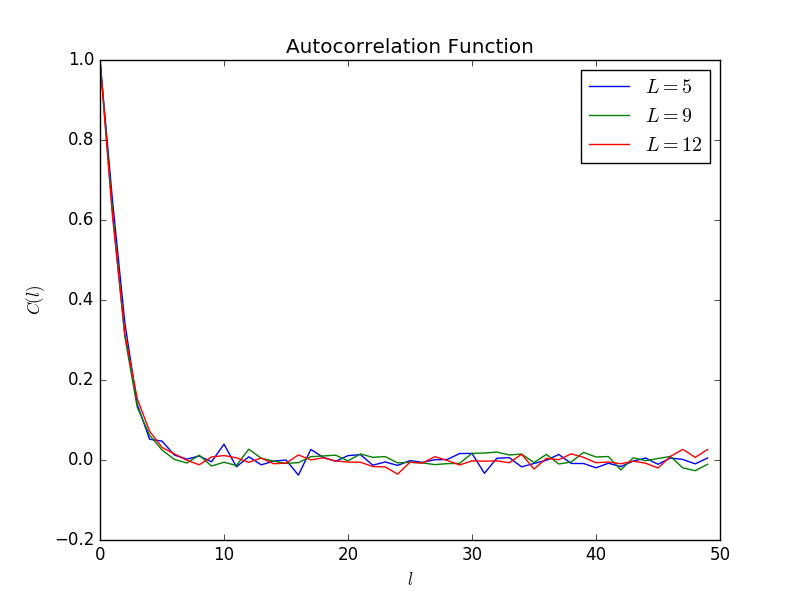 Autocorrelation Function
1.0
0.8
0.6
0.4
0.2
0.0
−0.2
C(l)
0 10 20 30 40 50
l
L = 5
L = 9
L = 12